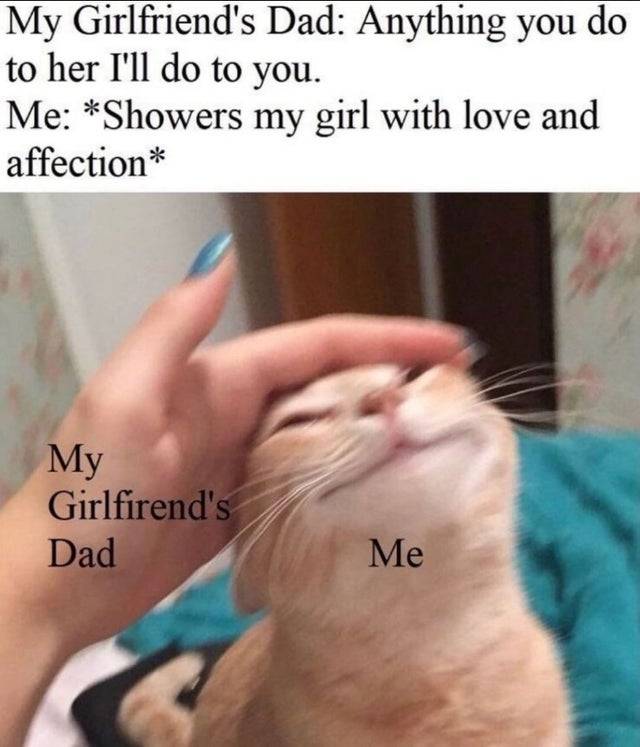 My Girlfriend's Dad: Anything you do
to her I'll do to you.
Me: *Showers my girl with love and
affection*
My
Girlfirend's
Dad
Me